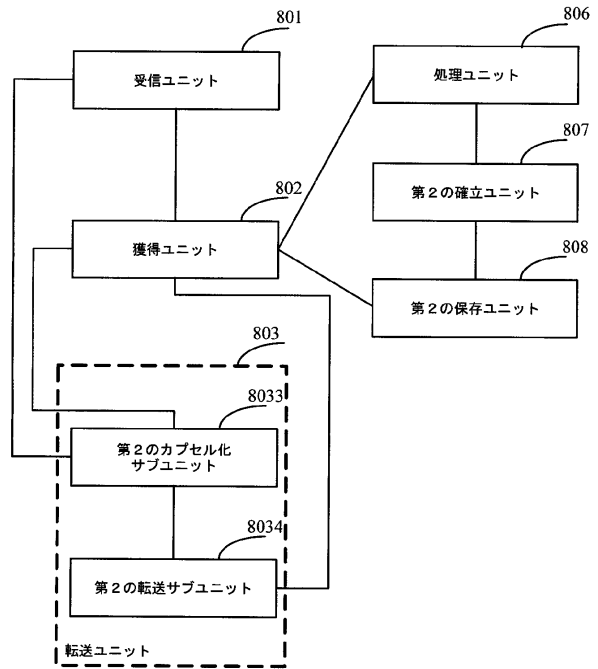 801
受信ユニット
806
処理ユニット
807
第2の確立ユニット
802
獲得ユニット
808
第2の保存ユニット
803
8033
第2のカプセル化
サブユニット
8034
第2の転送サブユニット
転送ユニット